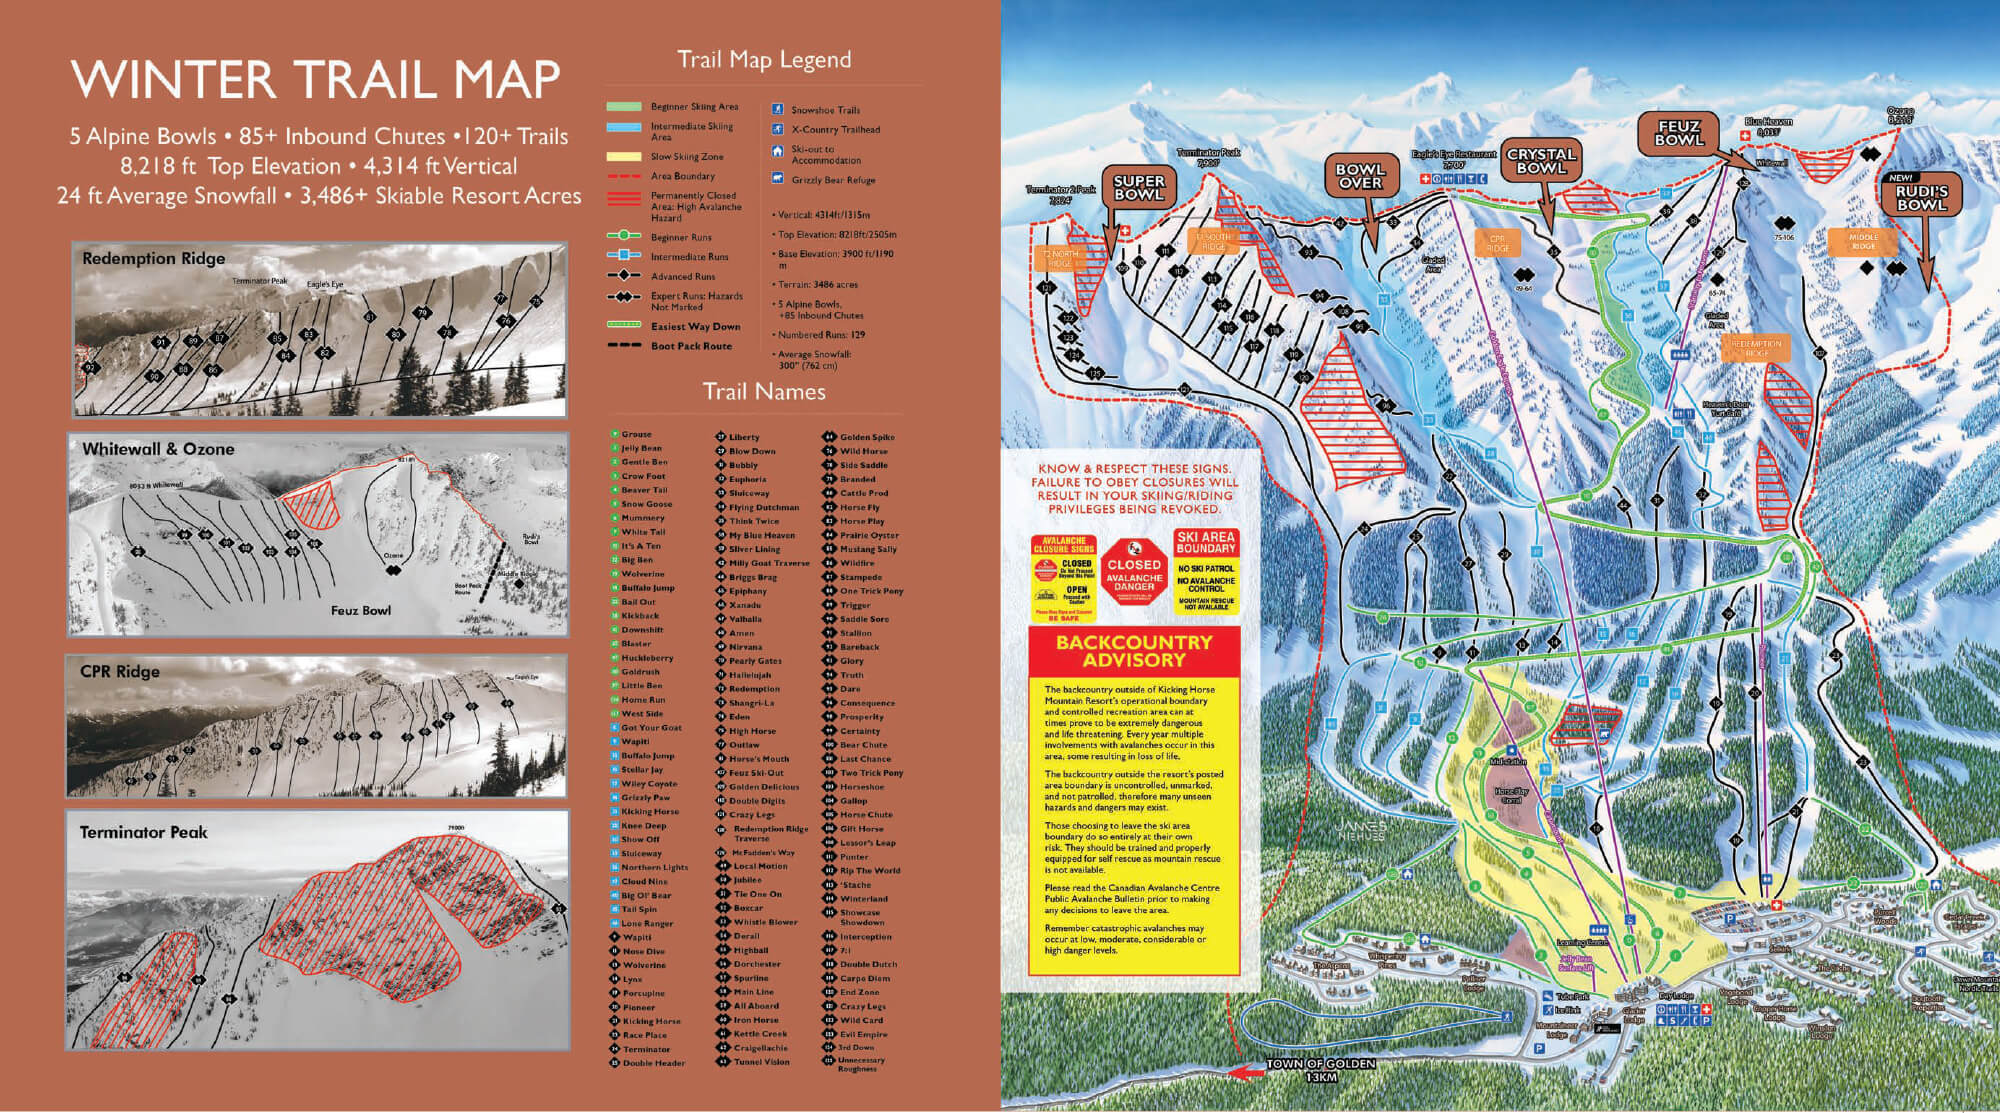 WINTER TRAIL MAP
5 Alpine Bowls • 85+ Inbound Chutes •120+ Trails
8,218 ft Top Elevation • 4,314 ft Vertical
24 ft Average Snowfall • 3,486+ Skiable Resort Acres
Redemption Ridge
Terminator Peak
Eagle's Eye
Whitewall & Ozone
8033 ft Whitewall
Ozone
Rudi's
Bowl
Middle Ridge
Boot Pack
Route
Feuz Bowl
CPR Ridge
Eagle's Eye
Terminator Peak
Trail Map Legend
Beginner Skiing Area
Intermediate Skiing
Area
Slow Skiing Zone
Area Boundary
Permanently Closed
Area: High Avalanche
Hazard
Beginner Runs
Intermediate Runs
Advanced Runs
Expert Runs: Hazards
Not Marked
Easiest Way Down
Boot Pack Route
Snowshoe Trails
X-Country Trailhead
Ski-out to
Accommodation
Grizzly Bear Refuge
• Vertical: 4314ft/1315m
• Top Elevation: 8218ft/2505m
• Base Elevation: 3900 ft/1190
m
• Terrain: 3486 acres
• 5 Alpine Bowls,
+85 Inbound Chutes
• Numbered Runs: 129
• Average Snowfall:
300" (762 cm)
Trail Names
Grouse
Jelly Bean
Gentle Ben
Crow Foot
Beaver Tail
Snow Goose
Mummery
White Tail
It's A Ten
Big Ben
Wolverine
Buffalo Jump
Bail Out
Kickback
Downshift
Blaster
Huckleberry
Goldrush
Little Ben
Home Run
West Side
Got Your Goat
Wapiti
Buffalo Jump
Stellar Jay
Wiley Coyote
Grizzly Paw
Kicking Horse
Knee Deep
Show Off
Sluiceway
Northern Lights
Cloud Nine
Big Ol' Bear
Tail Spin
Lone Ranger
Wapiti
Nose Dive
Wolverine
Lynx
Porcupine
Pioneer
Kicking Horse
Race Place
Terminator
Double Header
Liberty
Blow Down
Bubbly
Euphoria
Sluiceway
Flying Dutchman
Think Twice
My Blue Heaven
Silver Lining
Milly Goat Traverse
Briggs Brag
Epiphany
Xanadu
Valhalla
Amen
Nirvana
Pearly Gates
Hallelujah
Redemption
Shangri-La
Eden
High Horse
Outlaw
Horse's Mouth
Feuz Ski-Out
Golden Delicious
Double Digits
Crazy Legs
Redemption Ridge
Traverse
McFadden's Way
Local Motion
Jubilee
Tie One On
Boxcar
Whistle Blower
Derail
Highball
Dorchester
Spurline
Main Line
All Aboard
Iron Horse
Kettle Creek
Craigellachie
Tunnel Vision
Golden Spike
Wild Horse
Side Saddle
Branded
Cattle Prod
Horse Fly
Horse Play
Prairie Oyster
Mustang Sally
Wildfire
Stampede
One Trick Pony
Trigger
Saddle Sore
Stallion
Bareback
Glory
Truth
Dare
Consequence
Prosperity
Certainty
Bear Chute
Last Chance
Two Trick Pony
Horseshoe
Gallop
Horse Chute
Gift Horse
Lessor's Leap
Punter
Rip The World
'Stache
Winterland
Showcase
Showdown
Interception
7:1
Double Dutch
Carpe Diem
End Zone
Crazy Legs
Wild Card
Evil Empire
3rd Down
Unnecessary
Roughness
SUPER
BOWL
BOWL
OVER
CRYSTAL
BOWL
FEUZ
BOWL
NEW!
RUDI'S
BOWL
Terminator 2 Peak
Terminator Peak
Eagle's Eye Restaurant
7,700'
Blue Heaven
Whitewall
Ozone
8,218'
T2 NORTH
RIDGE
T1 SOUTH
RIDGE
CPR
RIDGE
MIDDLE
RIDGE
REDEMPTION
RIDGE
Gladed
Area
Gladed
Area
49-64
65-74
75-106
KNOW & RESPECT THESE SIGNS.
FAILURE TO OBEY CLOSURES WILL
RESULT IN YOUR SKIING/RIDING
PRIVILEGES BEING REVOKED.
AVALANCHE
CLOSURE SIGNS
CLOSED
OPEN
BE SAFE
CLOSED
AVALANCHE
DANGER
SKI AREA
BOUNDARY
NO SKI PATROL
NO AVALANCHE
CONTROL
MOUNTAIN RESCUE
NOT AVAILABLE
BACKCOUNTRY
ADVISORY
The backcountry outside of Kicking Horse
Mountain Resort's operational boundary
and controlled recreation area can at
times prove to be extremely dangerous
and life threatening. Every year multiple
involvements with avalanches occur in this
area, some resulting in loss of life.
The backcountry outside the resort's posted
area boundary is uncontrolled, unmarked,
and not patrolled, therefore many unseen
hazards and dangers may exist.
Those choosing to leave the ski area
boundary do so entirely at their own
risk. They should be trained and properly
equipped for self rescue as mountain rescue
is not available.
Please read the Canadian Avalanche Centre
Public Avalanche Bulletin prior to making
any decisions to leave the area.
Remember catastrophic avalanches may
occur at low, moderate, considerable or
high danger levels.
Mid-station
Learning Centre
Tube Park
Ice Rink
Day Lodge
Glacier
Lodge
Mountaineer
Lodge
Whispering
Pines
TOWN OF GOLDEN
13KM